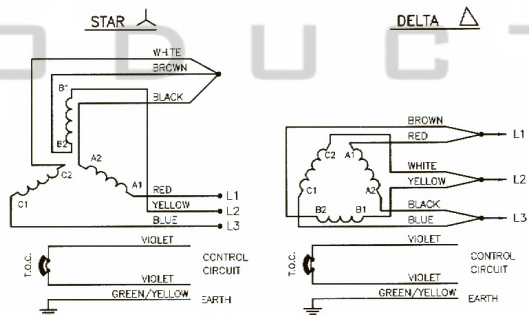 STAR
DELTA
ODUCT
WHITE
BROWN
B1
BLACK
B2
A2
C2
A1
C1
RED
L1
YELLOW
L2
BLUE
L3
VIOLET
T.O.C.
CONTROL
CIRCUIT
VIOLET
GREEN/YELLOW
EARTH
BROWN
RED
L1
C2
A1
WHITE
L2
YELLOW
C1
A2
BLACK
B2
B1
BLUE
L3
VIOLET
T.O.C.
CONTROL
CIRCUIT
VIOLET
GREEN/YELLOW
EARTH